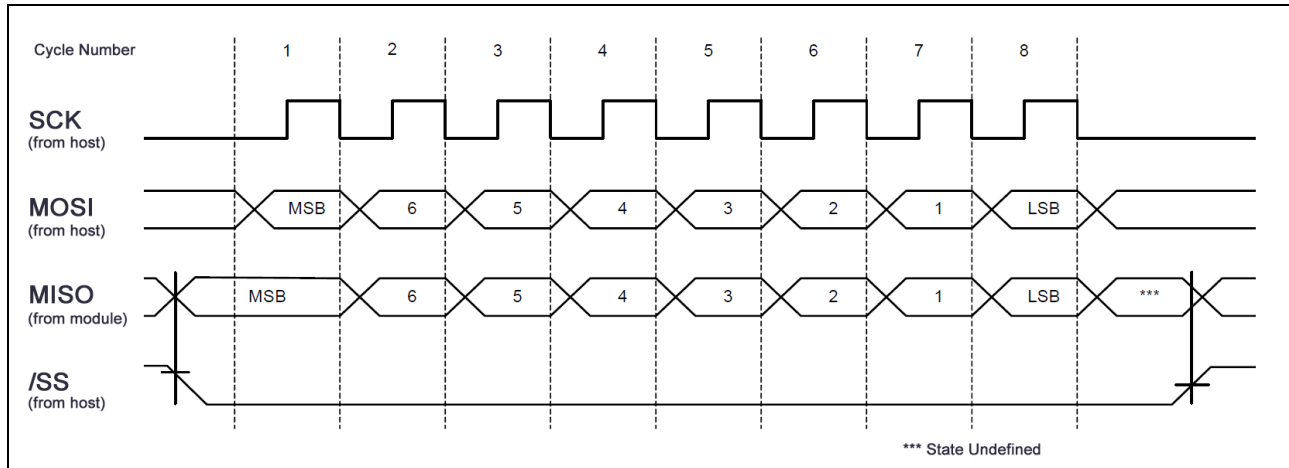 Cycle Number 1 2 3 4 5 6 7 8
SCK
(from host)
MOSI MSB 6 5 4 3 2 1 LSB
(from host)
MISO MSB 6 5 4 3 2 1 LSB ***
(from module)
/SS
(from host)
*** State Undefined